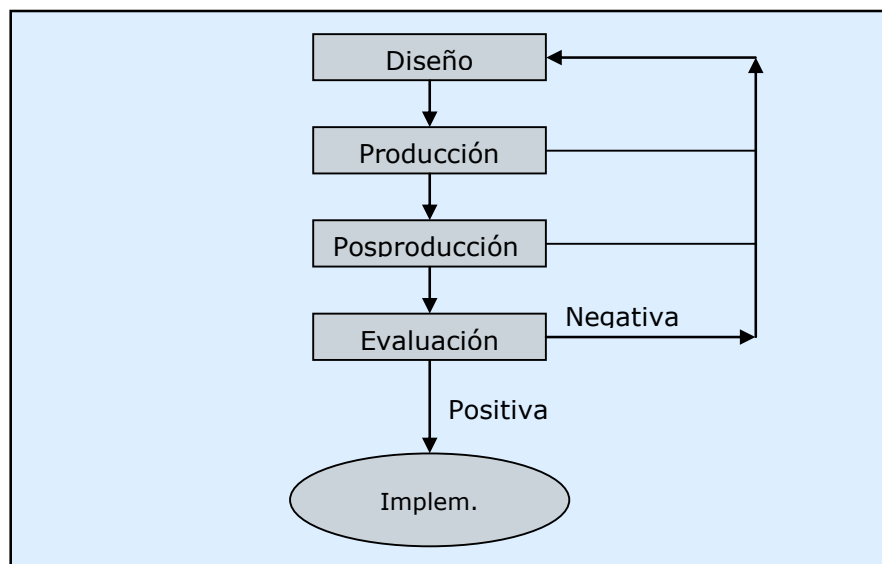 Diseño
Producción
Posproducción
Evaluación
Negativa
Positiva
Implem.